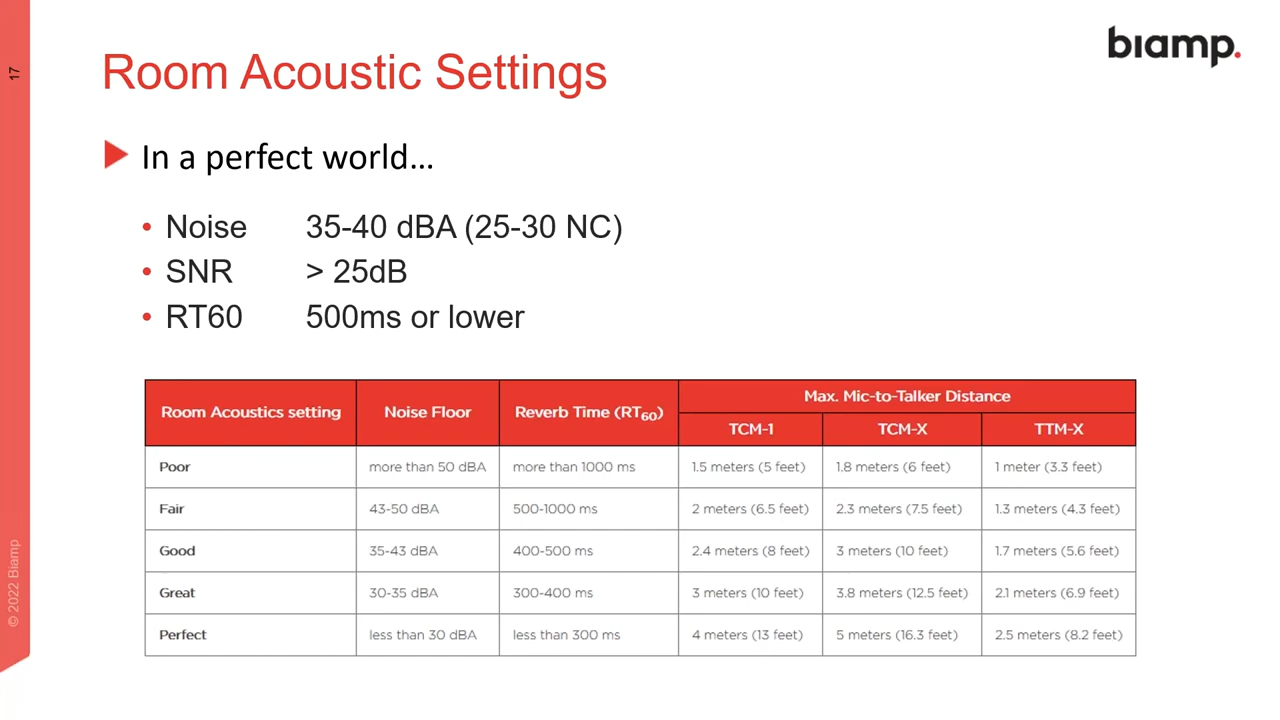 17
biamp.
Room Acoustic Settings
In a perfect world...
• Noise 35-40 dBA (25-30 NC)
• SNR > 25dB
• RT60 500ms or lower
Room Acoustics setting Noise Floor Reverb Time (RT60) Max. Mic-to-Talker Distance
TCM-1 TCM-X TTM-X
Poor more than 50 dBA more than 1000 ms 1.5 meters (5 feet) 1.8 meters (6 feet) 1 meter (3.3 feet)
Fair 43-50 dBA 500-1000 ms 2 meters (6.5 feet) 2.3 meters (7.5 feet) 1.3 meters (4.3 feet)
Good 35-43 dBA 400-500 ms 2.4 meters (8 feet) 3 meters (10 feet) 1.7 meters (5.6 feet)
Great 30-35 dBA 300-400 ms 3 meters (10 feet) 3.8 meters (12.5 feet) 2.1 meters (6.9 feet)
Perfect less than 30 dBA less than 300 ms 4 meters (13 feet) 5 meters (16.3 feet) 2.5 meters (8.2 feet)
© 2022 Biamp